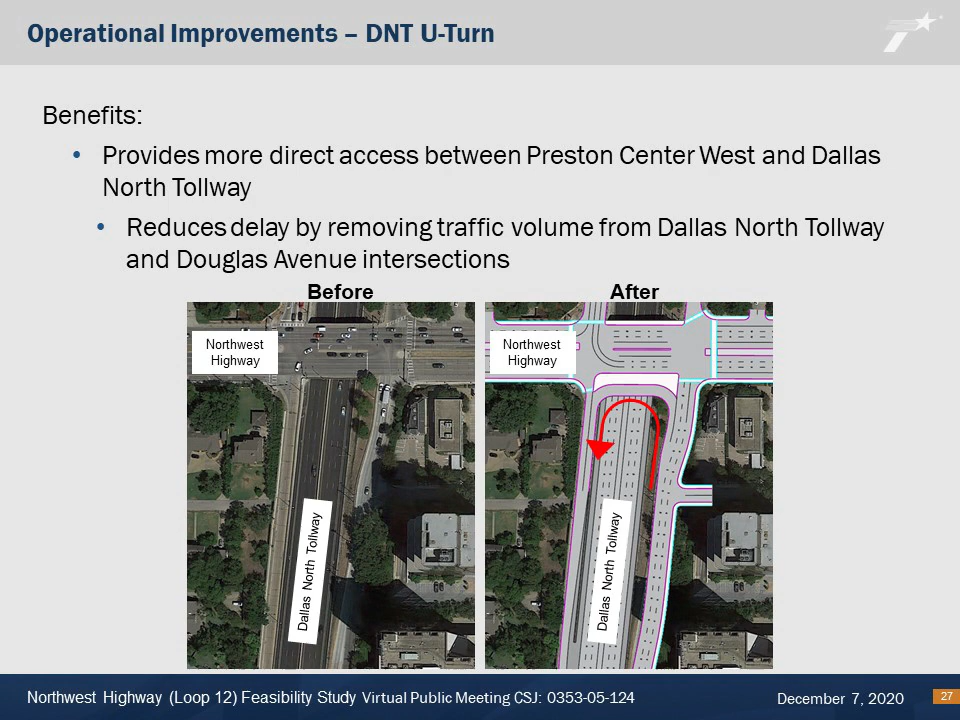 Operational Improvements – DNT U-Turn
Benefits:
• Provides more direct access between Preston Center West and Dallas
North Tollway
• Reduces delay by removing traffic volume from Dallas North Tollway
and Douglas Avenue intersections
Before
After
Northwest
Highway
Northwest
Highway
Dallas North Tollway
Dallas North Tollway
Northwest Highway (Loop 12) Feasibility Study Virtual Public Meeting CSJ: 0353-05-124
December 7, 2020
27